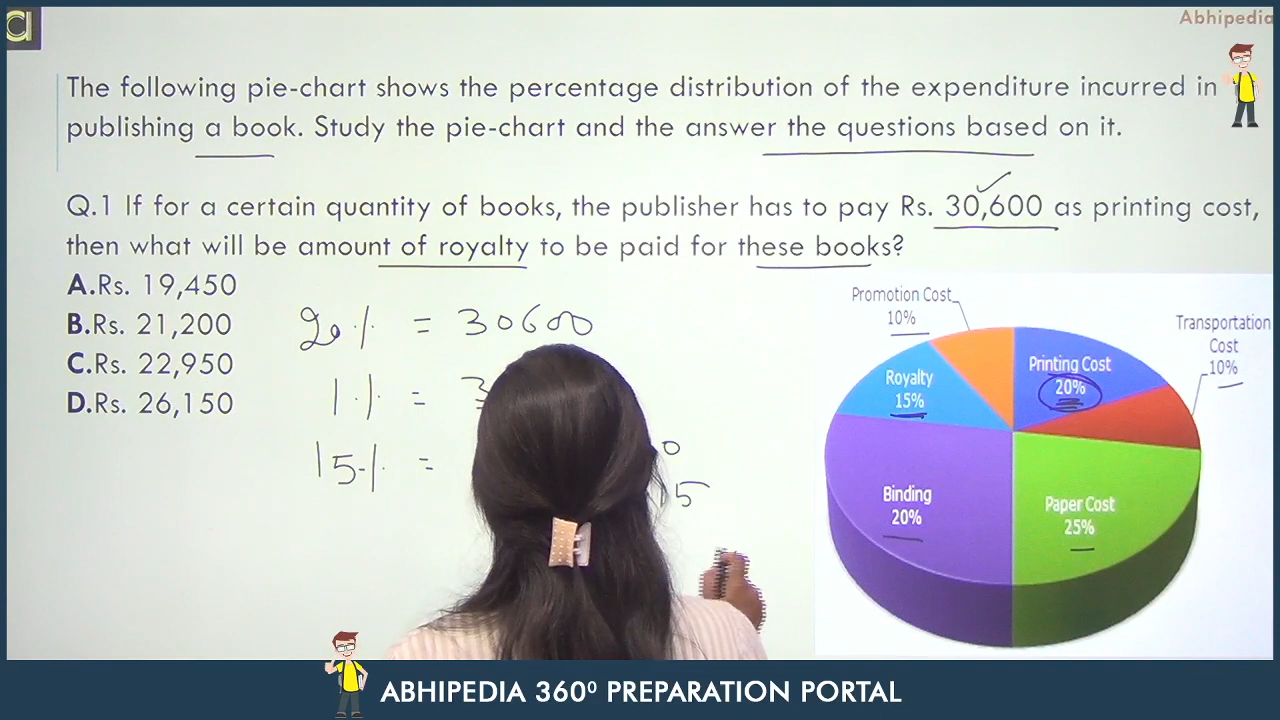 Abhipedia
The following pie-chart shows the percentage distribution of the expenditure incurred in
publishing a book. Study the pie-chart and the answer the questions based on it.
Q.1 If for a certain quantity of books, the publisher has to pay Rs. 30,600 as printing cost,
then what will be amount of royalty to be paid for these books?
A.Rs. 19,450
B.Rs. 21,200
C.Rs. 22,950
D.Rs. 26,150
20% = 30600
1% = 3
15% =
0
15
Promotion Cost
10%
Transportation
Cost
10%
Printing Cost
20%
Royalty
15%
Binding
20%
Paper Cost
25%
ABHIPEDIA 360⁰ PREPARATION PORTAL